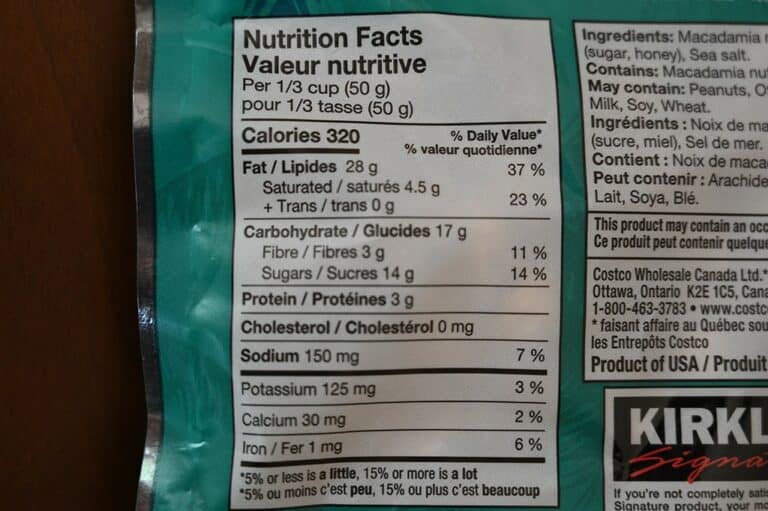 Nutrition Facts
Valeur nutritive
Per 1/3 cup (50 g)
pour 1/3 tasse (50 g)
Calories 320
% Daily Value*
% valeur quotidienne*
Fat / Lipides 28 g 37 %
Saturated / saturés 4.5 g
+ Trans / trans 0 g 23 %
Carbohydrate / Glucides 17 g
Fibre / Fibres 3 g 11 %
Sugars / Sucres 14 g 14 %
Protein / Protéines 3 g
Cholesterol / Cholestérol 0 mg
Sodium 150 mg 7 %
Potassium 125 mg 3 %
Calcium 30 mg 2 %
Iron / Fer 1 mg 6 %
*5% or less is a little, 15% or more is a lot
*5% ou moins c'est peu, 15% ou plus c'est beaucoup
Ingredients: Macadamia
(sugar, honey), Sea salt.
Contains: Macadamia
May contain: Peanuts,
Milk, Soy, Wheat.
Ingrédients : Noix de
(sucre, miel), Sel de mer.
Contient : Noix de
Peut contenir : Arachide
Lait, Soya, Blé.
This product may contain an
Ce produit peut contenir
Costco Wholesale Canada Ltd.*
Ottawa, Ontario K2E 1C5,
1-800-463-3783 •
* faisant affaire au Québec
les Entrepôts Costco
Product of USA / Produit
KIRKL
Signa
If you're not completely
Signature product, your